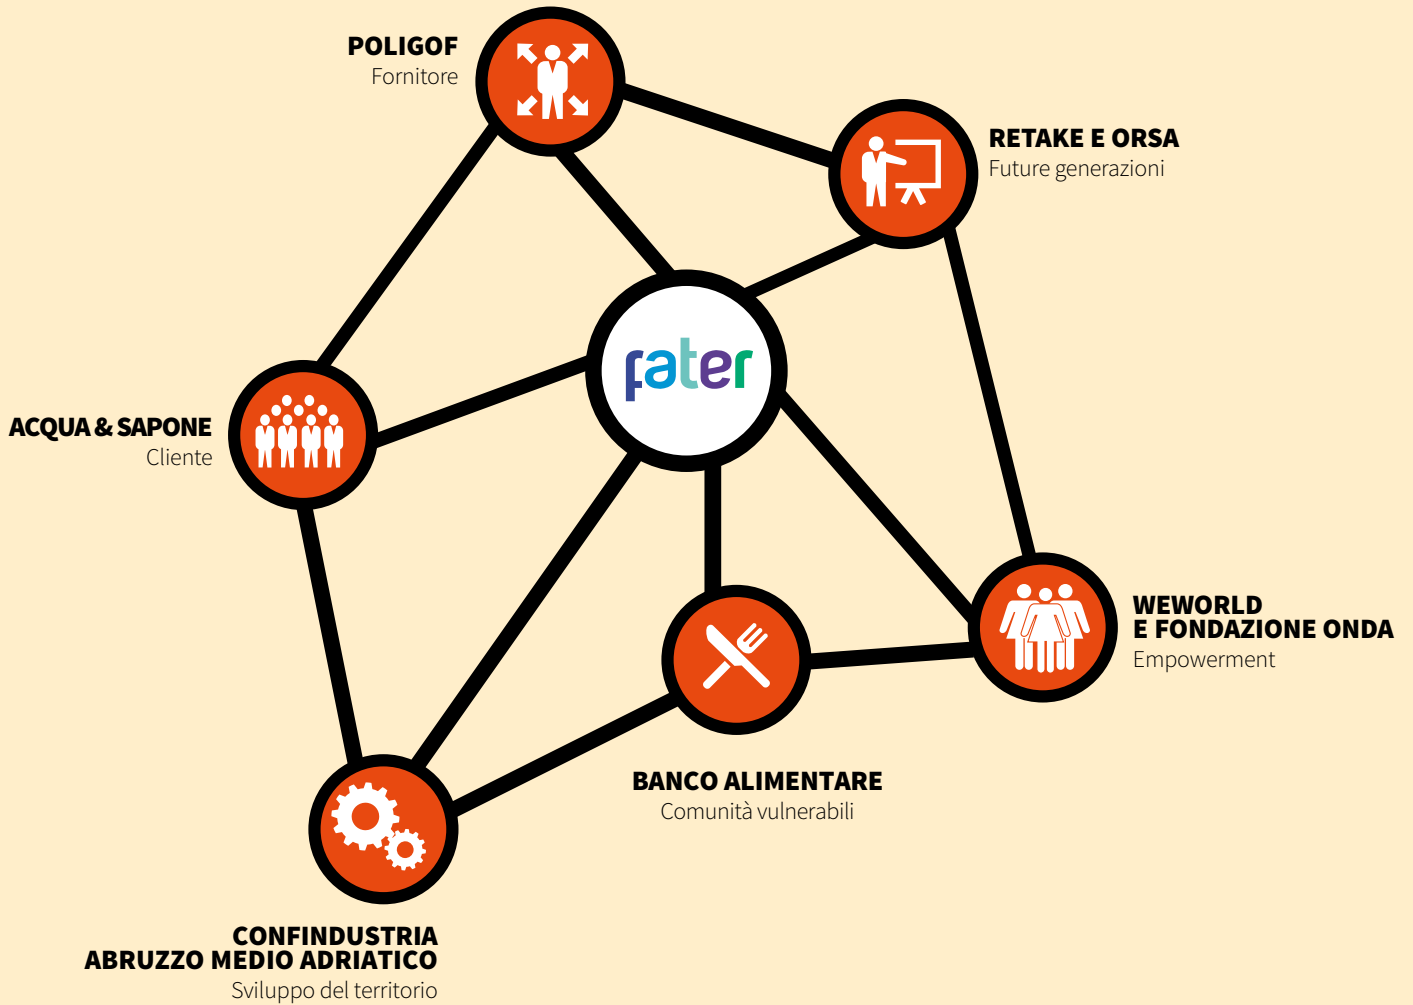 POLIGOF
Fornitore
RETAKE E ORSA
Future generazioni
fater
ACQUA & SAPONE
Cliente
WEWORLD
E FONDAZIONE ONDA
Empowerment
BANCO ALIMENTARE
Comunità vulnerabili
CONFINDUSTRIA
ABRUZZO MEDIO ADRIATICO
Sviluppo del territorio